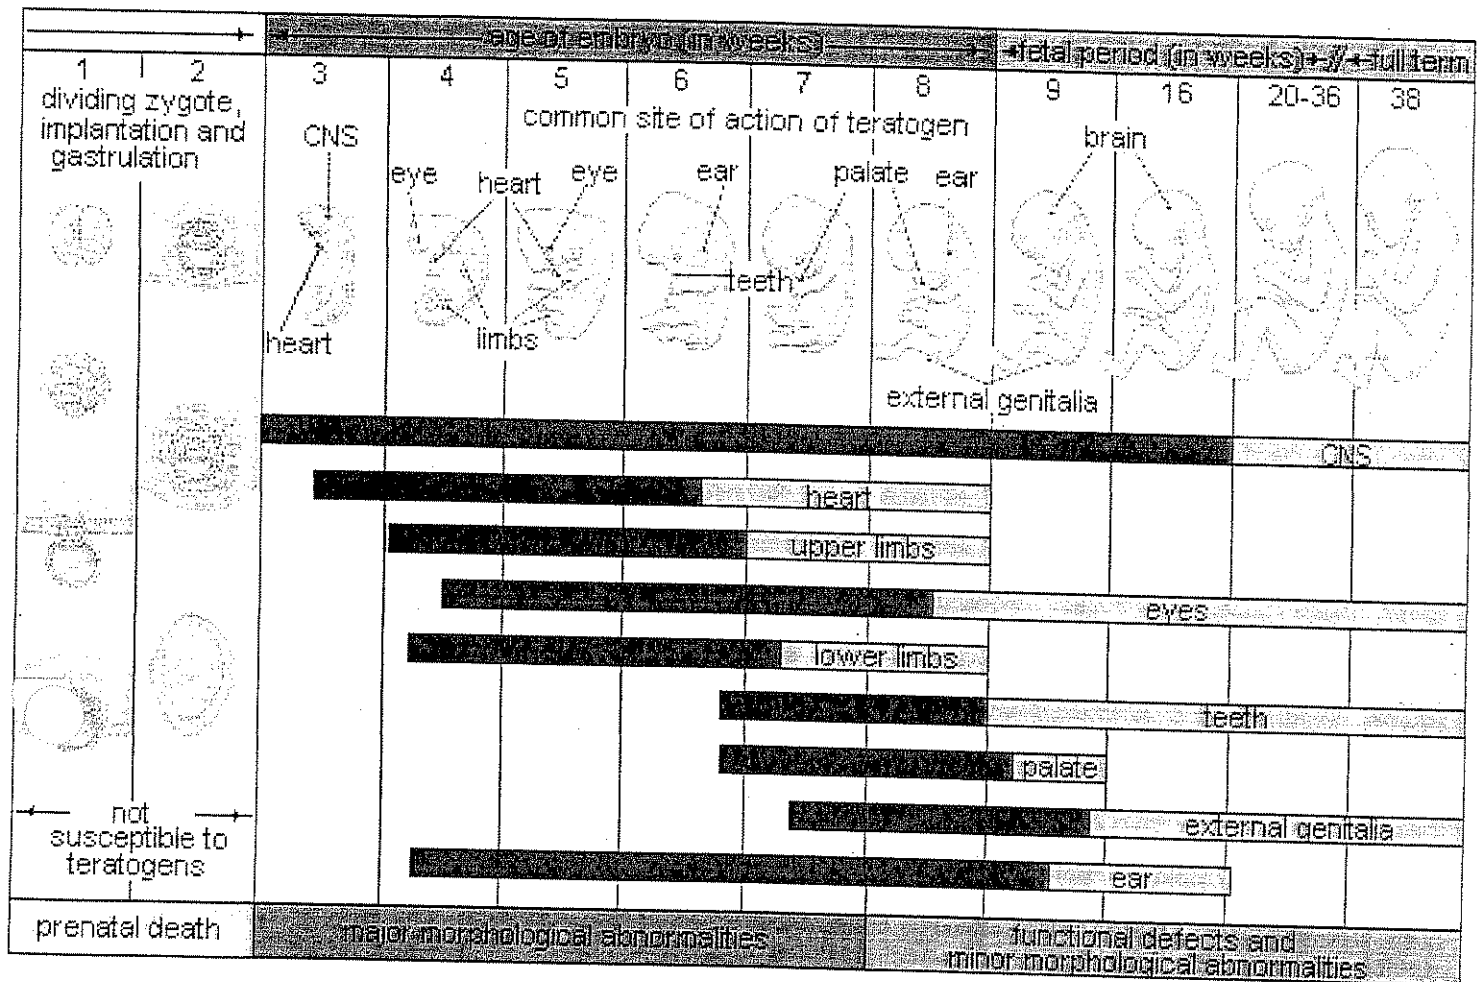 age of embryo (in weeks)
fetal period (in weeks)
full term
1 2 3 4 5 6 7 8 9 16 20-36 38
dividing zygote,
implantation and
gastrulation
common site of action of teratogen
CNS
brain
eye
heart
eye
ear
palate
ear
teeth
heart
limbs
external genitalia
CNS
heart
upper limbs
eyes
lower limbs
teeth
palate
external genitalia
ear
not
susceptible to
teratogens
prenatal death
major morphological abnormalities
functional defects and
minor morphological abnormalities